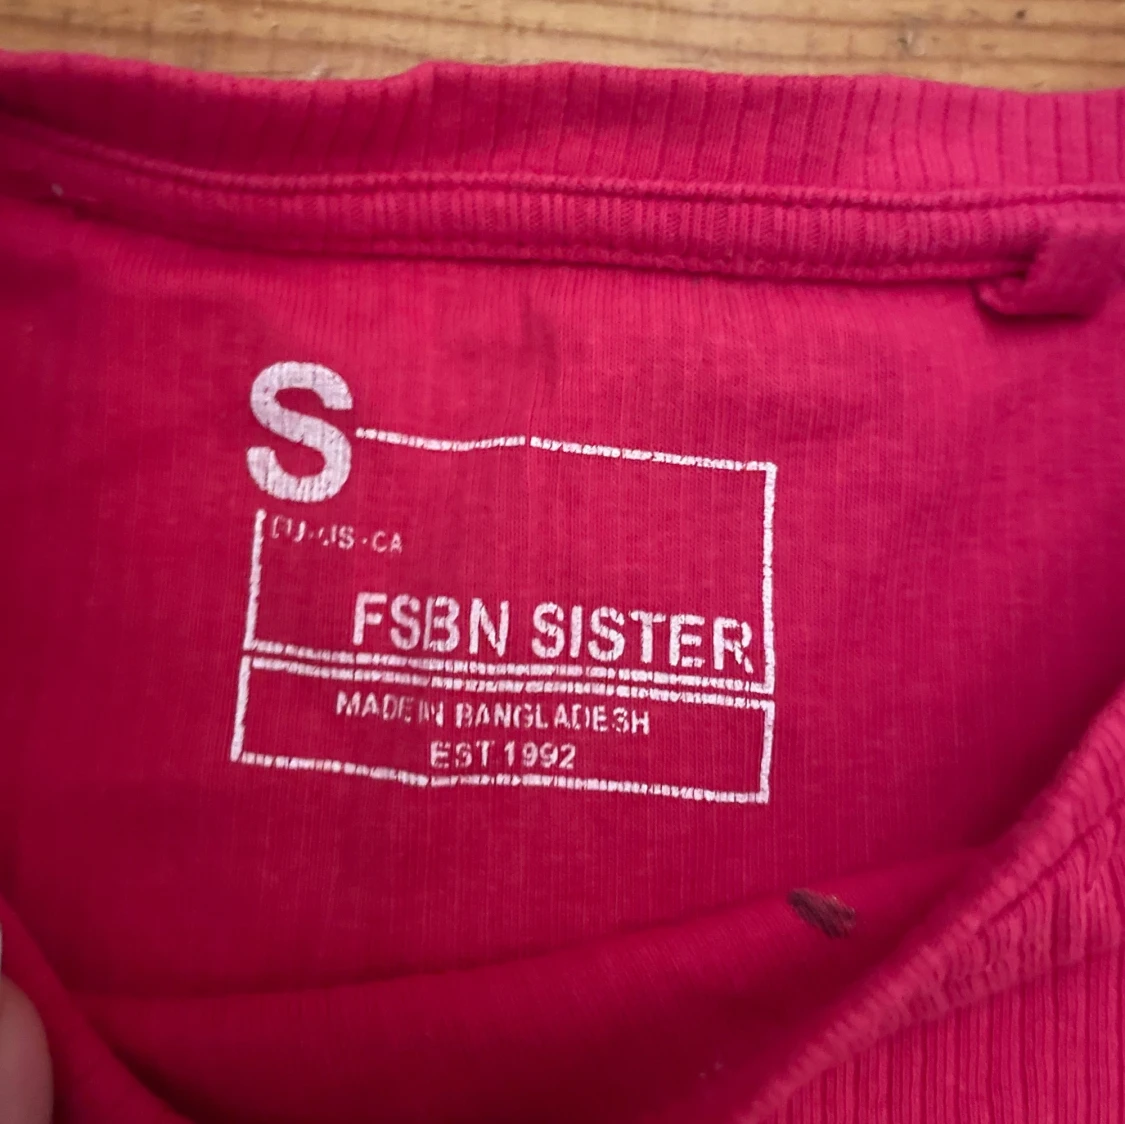 S
EU·US·CA
FSBN SISTER
MADE IN BANGLADESH
EST 1992